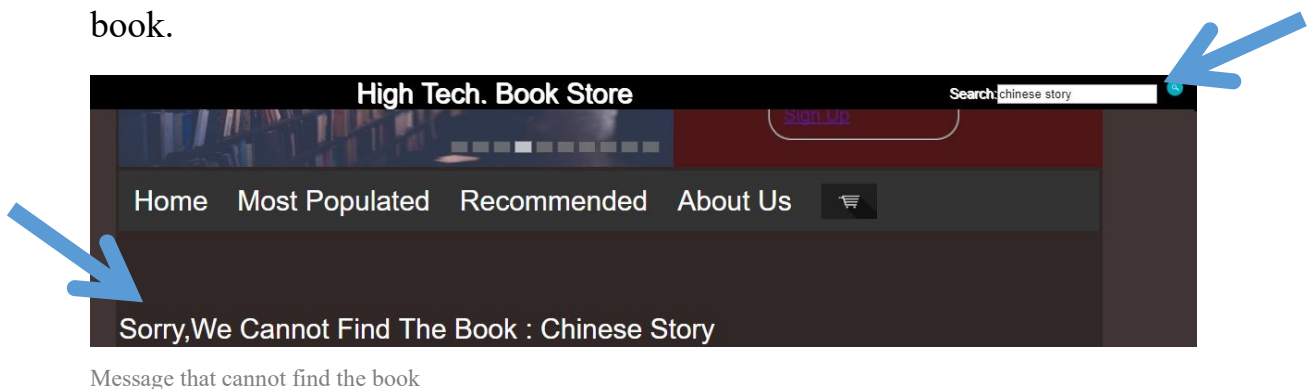 book.
High Tech. Book Store
Search: chinese story
Sign Up
Home Most Populated Recommended About Us
Sorry,We Cannot Find The Book : Chinese Story
Message that cannot find the book